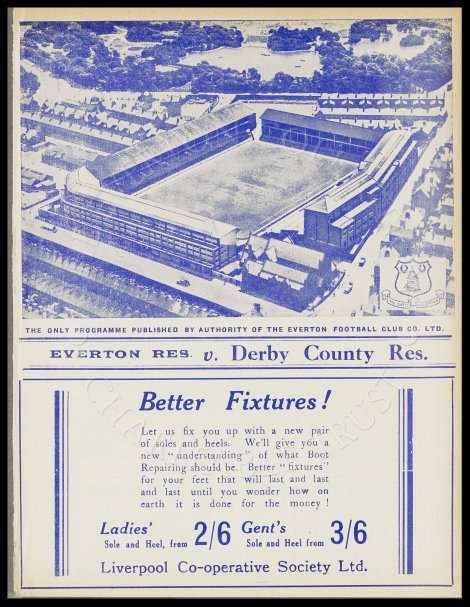 THE ONLY PROGRAMME PUBLISHED BY AUTHORITY OF THE EVERTON FOOTBALL CLUB CO. LTD.
EVERTON RES. v. Derby County Res.
Better Fixtures!
Let us fix you up with a new pair
of soles and heels. We'll give you a
new "understanding" of what Boot
Repairing should be. Better "fixtures"
for your feet that will last and last
and last until you wonder how on
earth it is done for the money!
Ladies' 2/6 Gent's 3/6
Sole and Heel, from Sole and Heel from
Liverpool Co-operative Society Ltd.